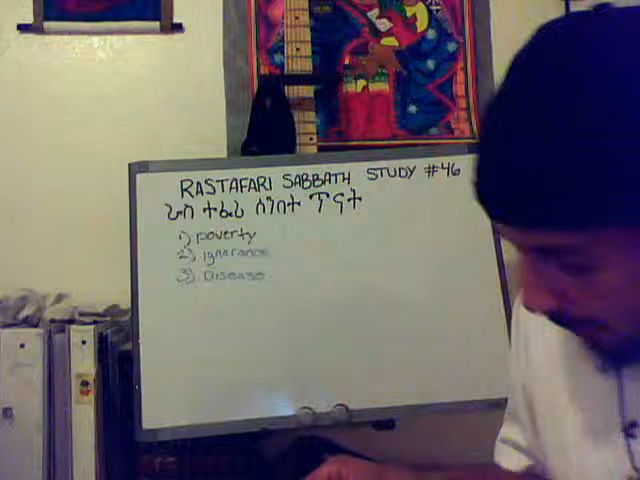 RASTAFARI SABBATH STUDY #46
ራስ ተፈሪ ሰንበት ጥናት
1) poverty
2) ignorance
3) Disease